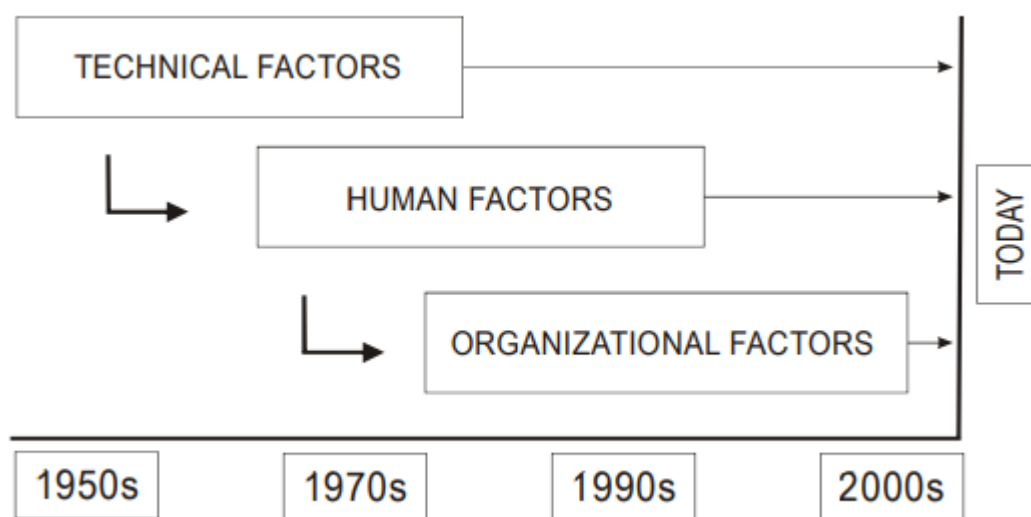 TECHNICAL FACTORS
HUMAN FACTORS
TODAY
ORGANIZATIONAL FACTORS
1950s
1970s
1990s
2000s